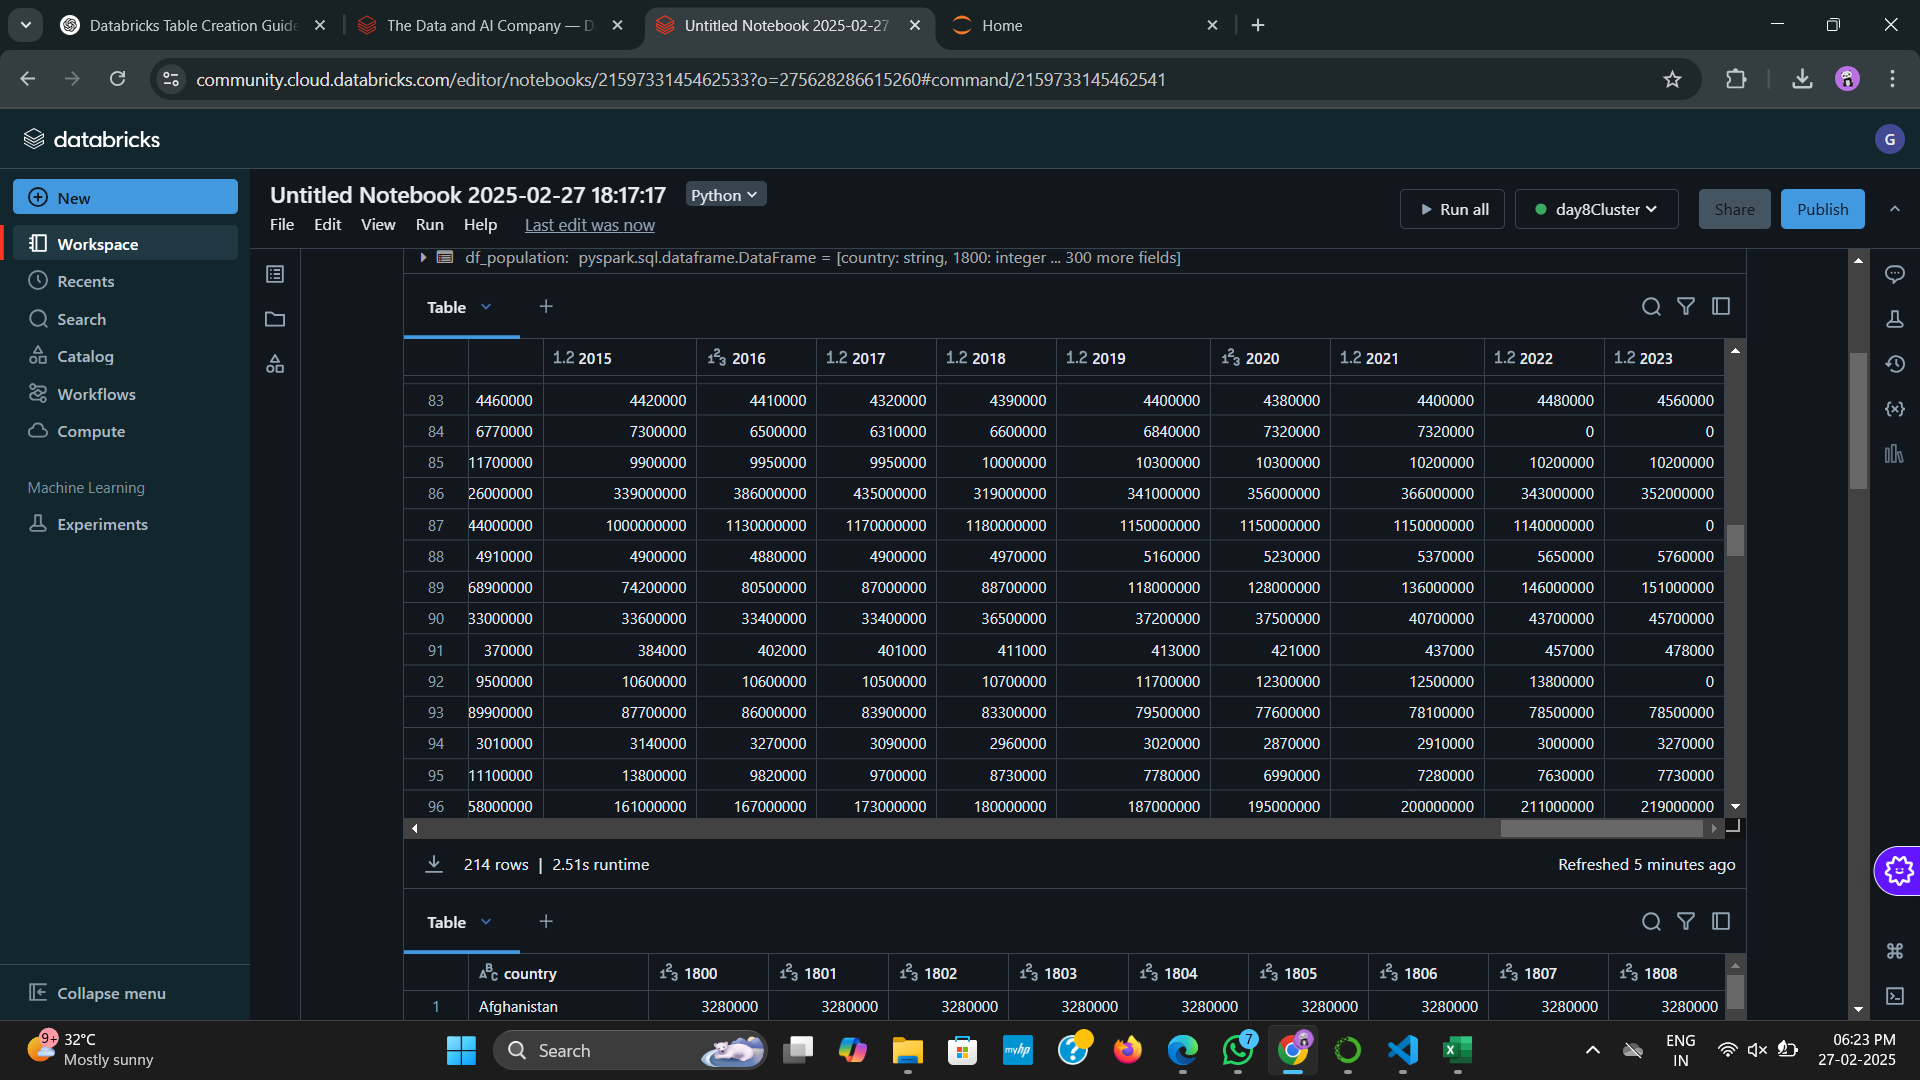 Databricks Table Creation Guide
The Data and AI Company — D
Untitled Notebook 2025-02-27
Home
community.cloud.databricks.com/editor/notebooks/2159733145462533?o=275628286615260#command/2159733145462541
databricks
G
New
Workspace
Recents
Search
Catalog
Workflows
Compute
Machine Learning
Experiments
Collapse menu
Untitled Notebook 2025-02-27 18:17:17 Python
File Edit View Run Help Last edit was now
Run all day8Cluster Share Publish
df_population: pyspark.sql.dataframe.DataFrame = [country: string, 1800: integer ... 300 more fields]
Table
1.2 2015 123 2016 1.2 2017 1.2 2018 1.2 2019 123 2020 1.2 2021 1.2 2022 1.2 2023
83 4460000 4420000 4410000 4320000 4390000 4400000 4380000 4400000 4480000 4560000
84 6770000 7300000 6500000 6310000 6600000 6840000 7320000 7320000 0 0
85 11700000 9900000 9950000 9950000 10000000 10300000 10300000 10200000 10200000 10200000
86 26000000 339000000 386000000 435000000 319000000 341000000 356000000 366000000 343000000 352000000
87 44000000 1000000000 1130000000 1170000000 1180000000 1150000000 1150000000 1150000000 1140000000 0
88 4910000 4900000 4880000 4900000 4970000 5160000 5230000 5370000 5650000 5760000
89 68900000 74200000 80500000 87000000 88700000 118000000 128000000 136000000 146000000 151000000
90 33000000 33600000 33400000 33400000 36500000 37200000 37500000 40700000 43700000 45700000
91 370000 384000 402000 401000 411000 413000 421000 437000 457000 478000
92 9500000 10600000 10600000 10500000 10700000 11700000 12300000 12500000 13800000 0
93 89900000 87700000 86000000 83900000 83300000 79500000 77600000 78100000 78500000 78500000
94 3010000 3140000 3270000 3090000 2960000 3020000 2870000 2910000 3000000 3270000
95 11100000 13800000 9820000 9700000 8730000 7780000 6990000 7280000 7630000 7730000
96 58000000 161000000 167000000 173000000 180000000 187000000 195000000 200000000 211000000 219000000
214 rows | 2.51s runtime Refreshed 5 minutes ago
Table
ABC country 123 1800 123 1801 123 1802 123 1803 123 1804 123 1805 123 1806 123 1807 123 1808
1 Afghanistan 3280000 3280000 3280000 3280000 3280000 3280000 3280000 3280000 3280000
9+
32°C
Mostly sunny
Search
myhp
7
ENG
IN
06:23 PM
27-02-2025